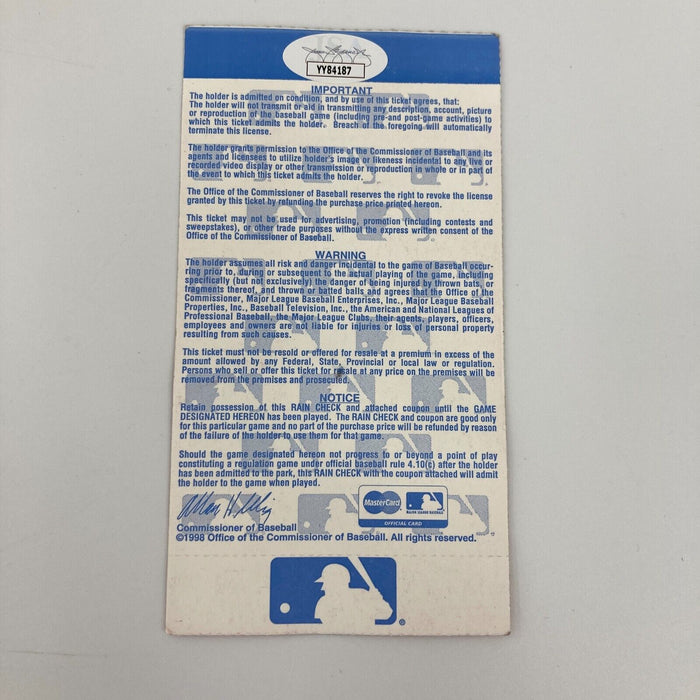 YY84187
IMPORTANT
The holder is admitted on condition, and by use of this ticket agrees, that:
The holder will not transmit or aid in transmitting any description, account, picture
or reproduction of the baseball game (including pre-and post-game activities) to
which this ticket admits the holder. Breach of the foregoing will automatically
terminate this license.
The holder grants permission to the Office of the Commissioner of Baseball and its
agents and licensees to utilize holder's image or likeness incidental to any live or
recorded video display or other transmission or reproduction in whole or in part of
the event to which this ticket admits the holder.
The Office of the Commissioner of Baseball reserves the right to revoke the license
granted by this ticket by refunding the purchase price printed hereon.
This ticket may not be used for advertising, promotion (including contests and
sweepstakes), or other trade purposes without the express written consent of the
Office of the Commissioner of Baseball.
WARNING
The holder assumes all risk and danger incidental to the game of Baseball occur-
ring prior to, during or subsequent to the actual playing of the game, including
specifically (but not exclusively) the danger of being injured by thrown bats, or
fragments thereof, and thrown or batted balls and agrees that the Office of the
Commissioner, Major League Baseball Enterprises, Inc., Major League Baseball
Properties, Inc., Baseball Television, Inc., the American and National Leagues of
Professional Baseball, the Major League Clubs, their agents, players, officers,
employees and owners are not liable for injuries or loss of personal property
resulting from such causes.
This ticket must not be resold or offered for resale at a premium in excess of the
amount allowed by any Federal, State, Provincial or local law or regulation.
Persons who sell or offer this ticket for resale at any price on the premises will be
removed from the premises and prosecuted.
NOTICE
Retain possession of this RAIN CHECK and attached coupon until the GAME
DESIGNATED HEREON has been played. The RAIN CHECK and coupon are good only
for this particular game and no part of the purchase price will be refunded by reason
of the failure of the holder to use them for that game.
Should the game designated hereon not progress to or beyond a point of play
constituting a regulation game under official baseball rule 4.10(c) after the holder
has been admitted to the park, this RAIN CHECK with the coupon attached will admit
the holder to the game when played.
MasterCard
MAJOR LEAGUE BASEBALL
OFFICIAL CARD
Commissioner of Baseball
©1998 Office of the Commissioner of Baseball. All rights reserved.